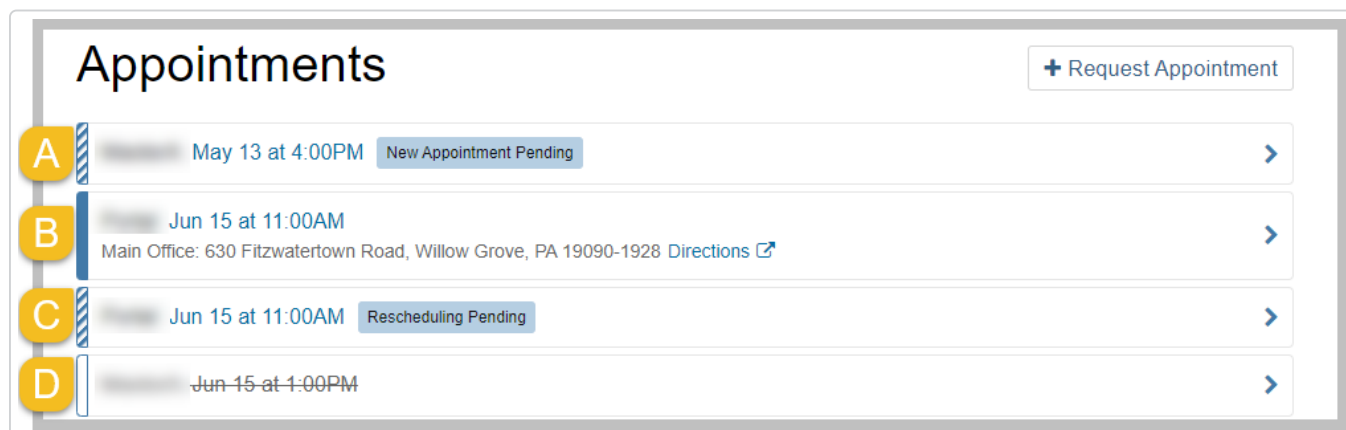 Appointments
+ Request Appointment
A
May 13 at 4:00PM New Appointment Pending
B
Jun 15 at 11:00AM
Main Office: 630 Fitzwatertown Road, Willow Grove, PA 19090-1928 Directions
C
Jun 15 at 11:00AM Rescheduling Pending
D
Jun 15 at 1:00PM